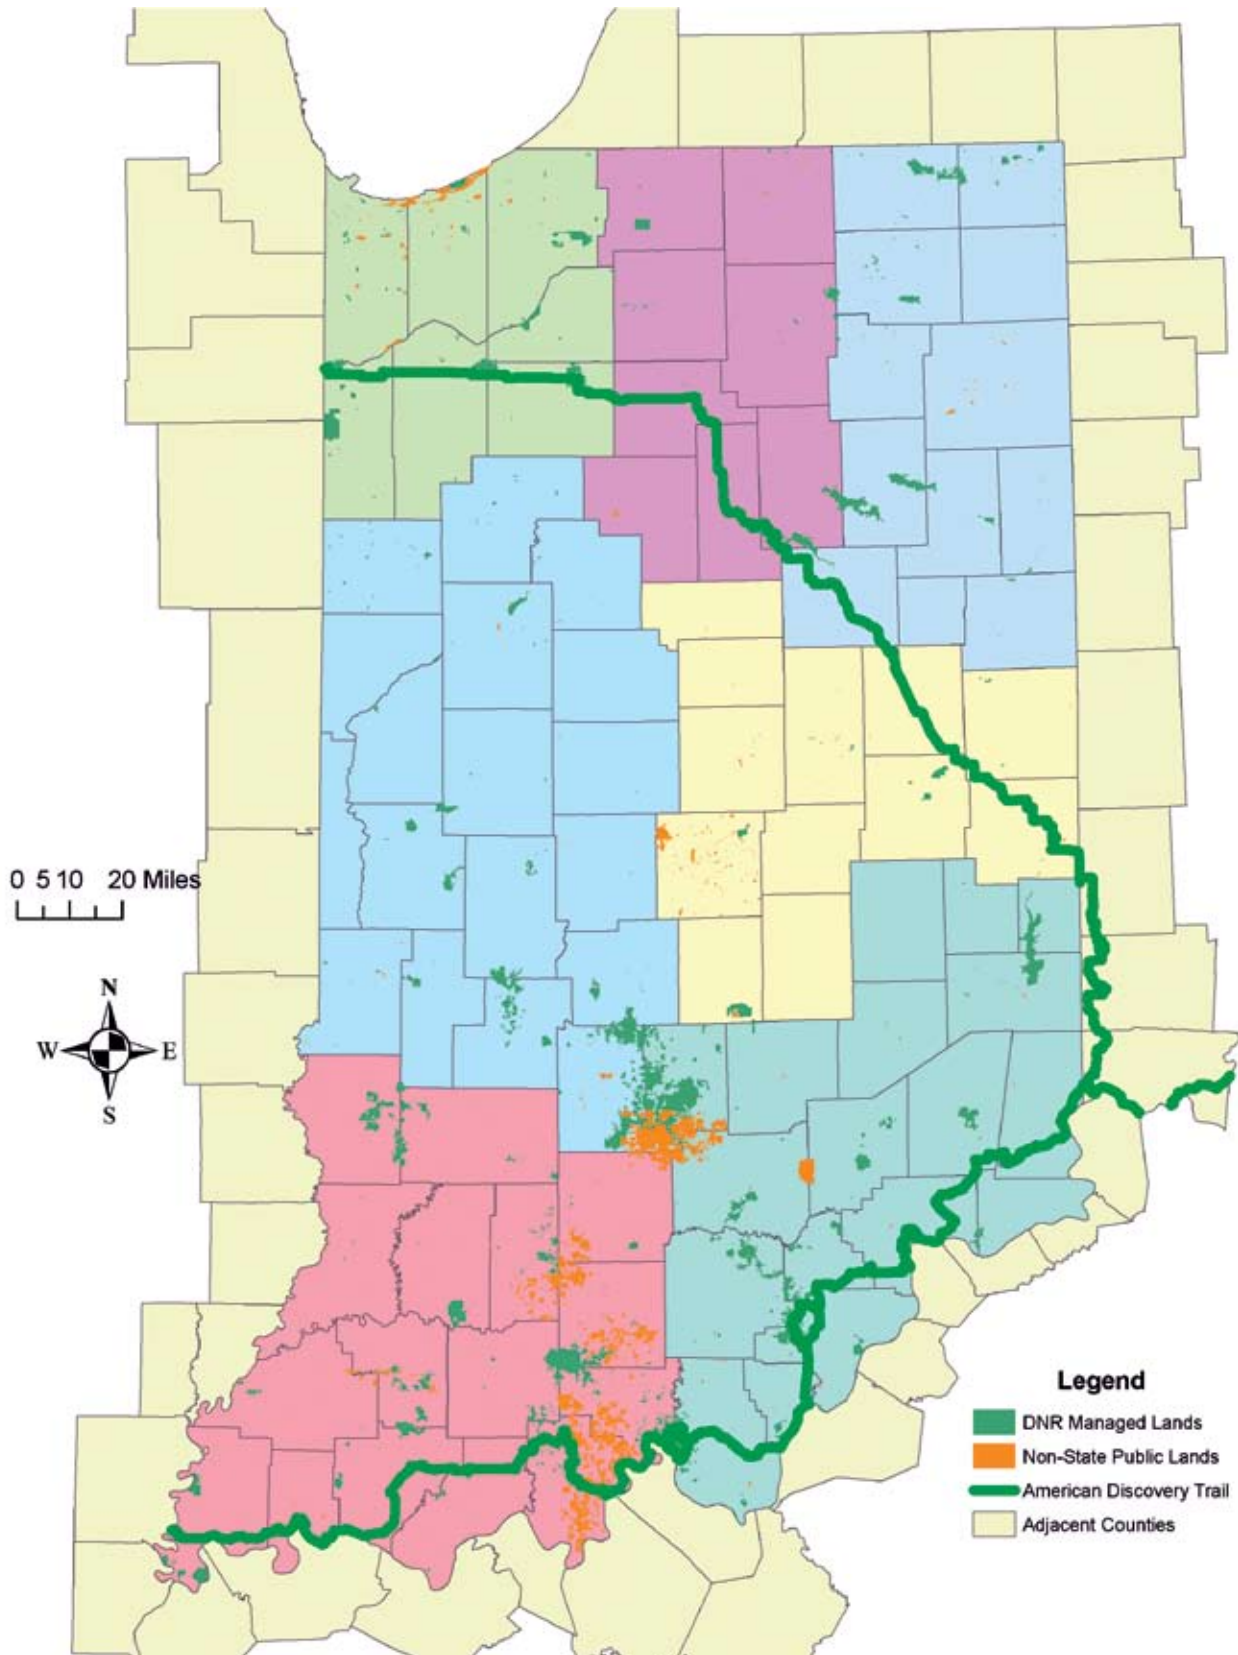 0 5 10 20 Miles
N
W E
S
Legend
DNR Managed Lands
Non-State Public Lands
American Discovery Trail
Adjacent Counties